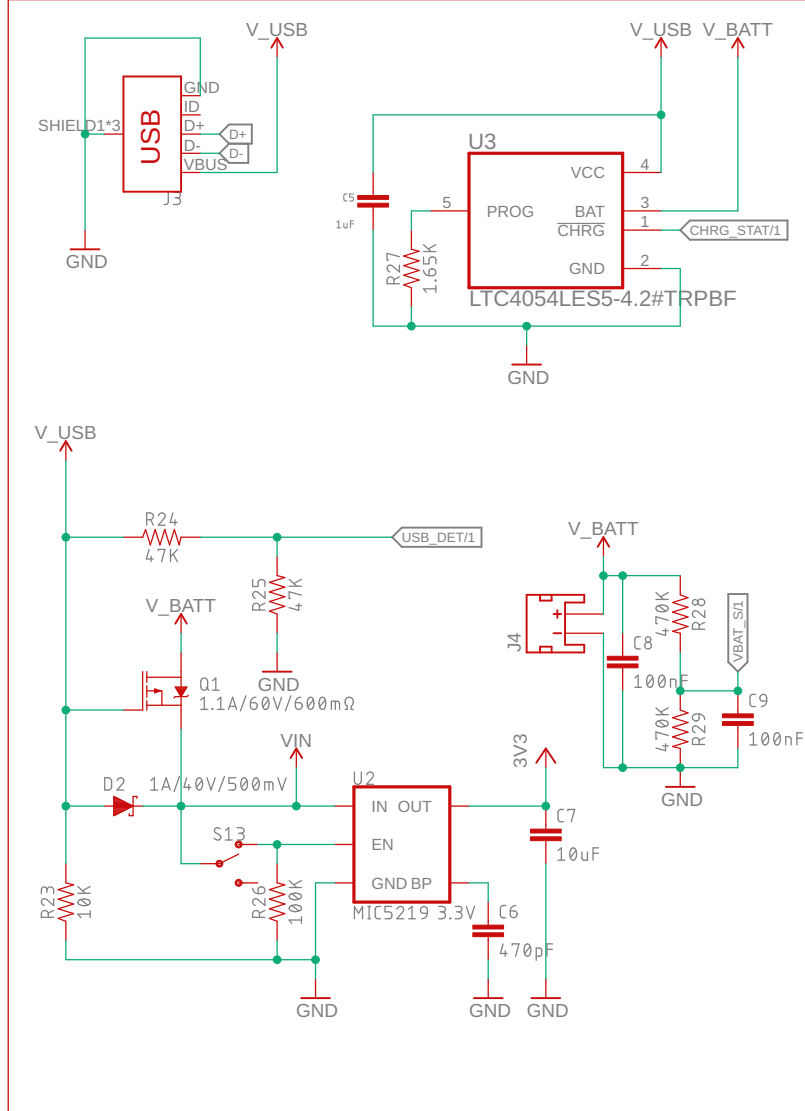 V_USB
GND
ID
D+
D-
VBUS
SHIELD1*3
USB
D+
D-
J3
GND
V_USB
V_BATT
U3
C5
1uF
5
PROG
R27
1.65K
VCC
4
BAT
3
CHRG
1
CHRG_STAT/1
GND
2
LTC4054LES5-4.2#TRPBF
GND
V_USB
R24
47K
USB_DET/1
R25
47K
GND
V_BATT
Q1
1.1A/60V/600mΩ
VIN
D2
1A/40V/500mV
U2
IN OUT
EN
GND BP
MIC5219 3.3V
S13
R23
10K
R26
100K
GND
C6
470pF
GND
3V3
C7
10uF
GND
V_BATT
J4
+
-
C8
100nF
470K
R28
VBAT_S/1
470K
R29
C9
100nF
GND